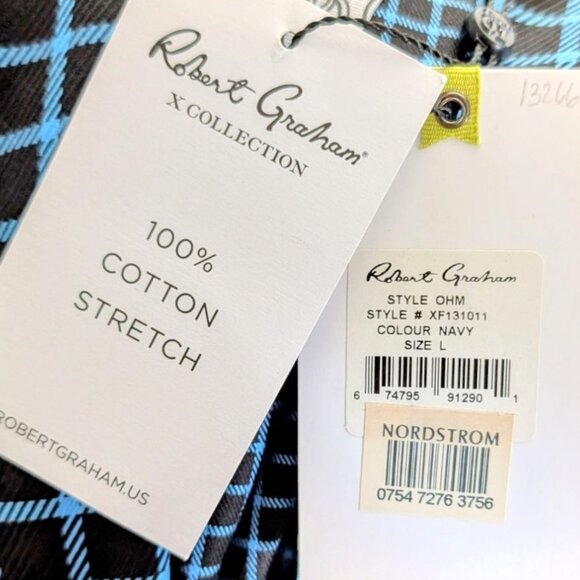 Robert Graham®
X COLLECTION
100%
COTTON
STRETCH
ROBERTGRAHAM.US
13266
Robert Graham
STYLE OHM
STYLE # XF131011
COLOUR NAVY
SIZE L
6 74795 91290 1
NORDSTROM
0754 7276 3756